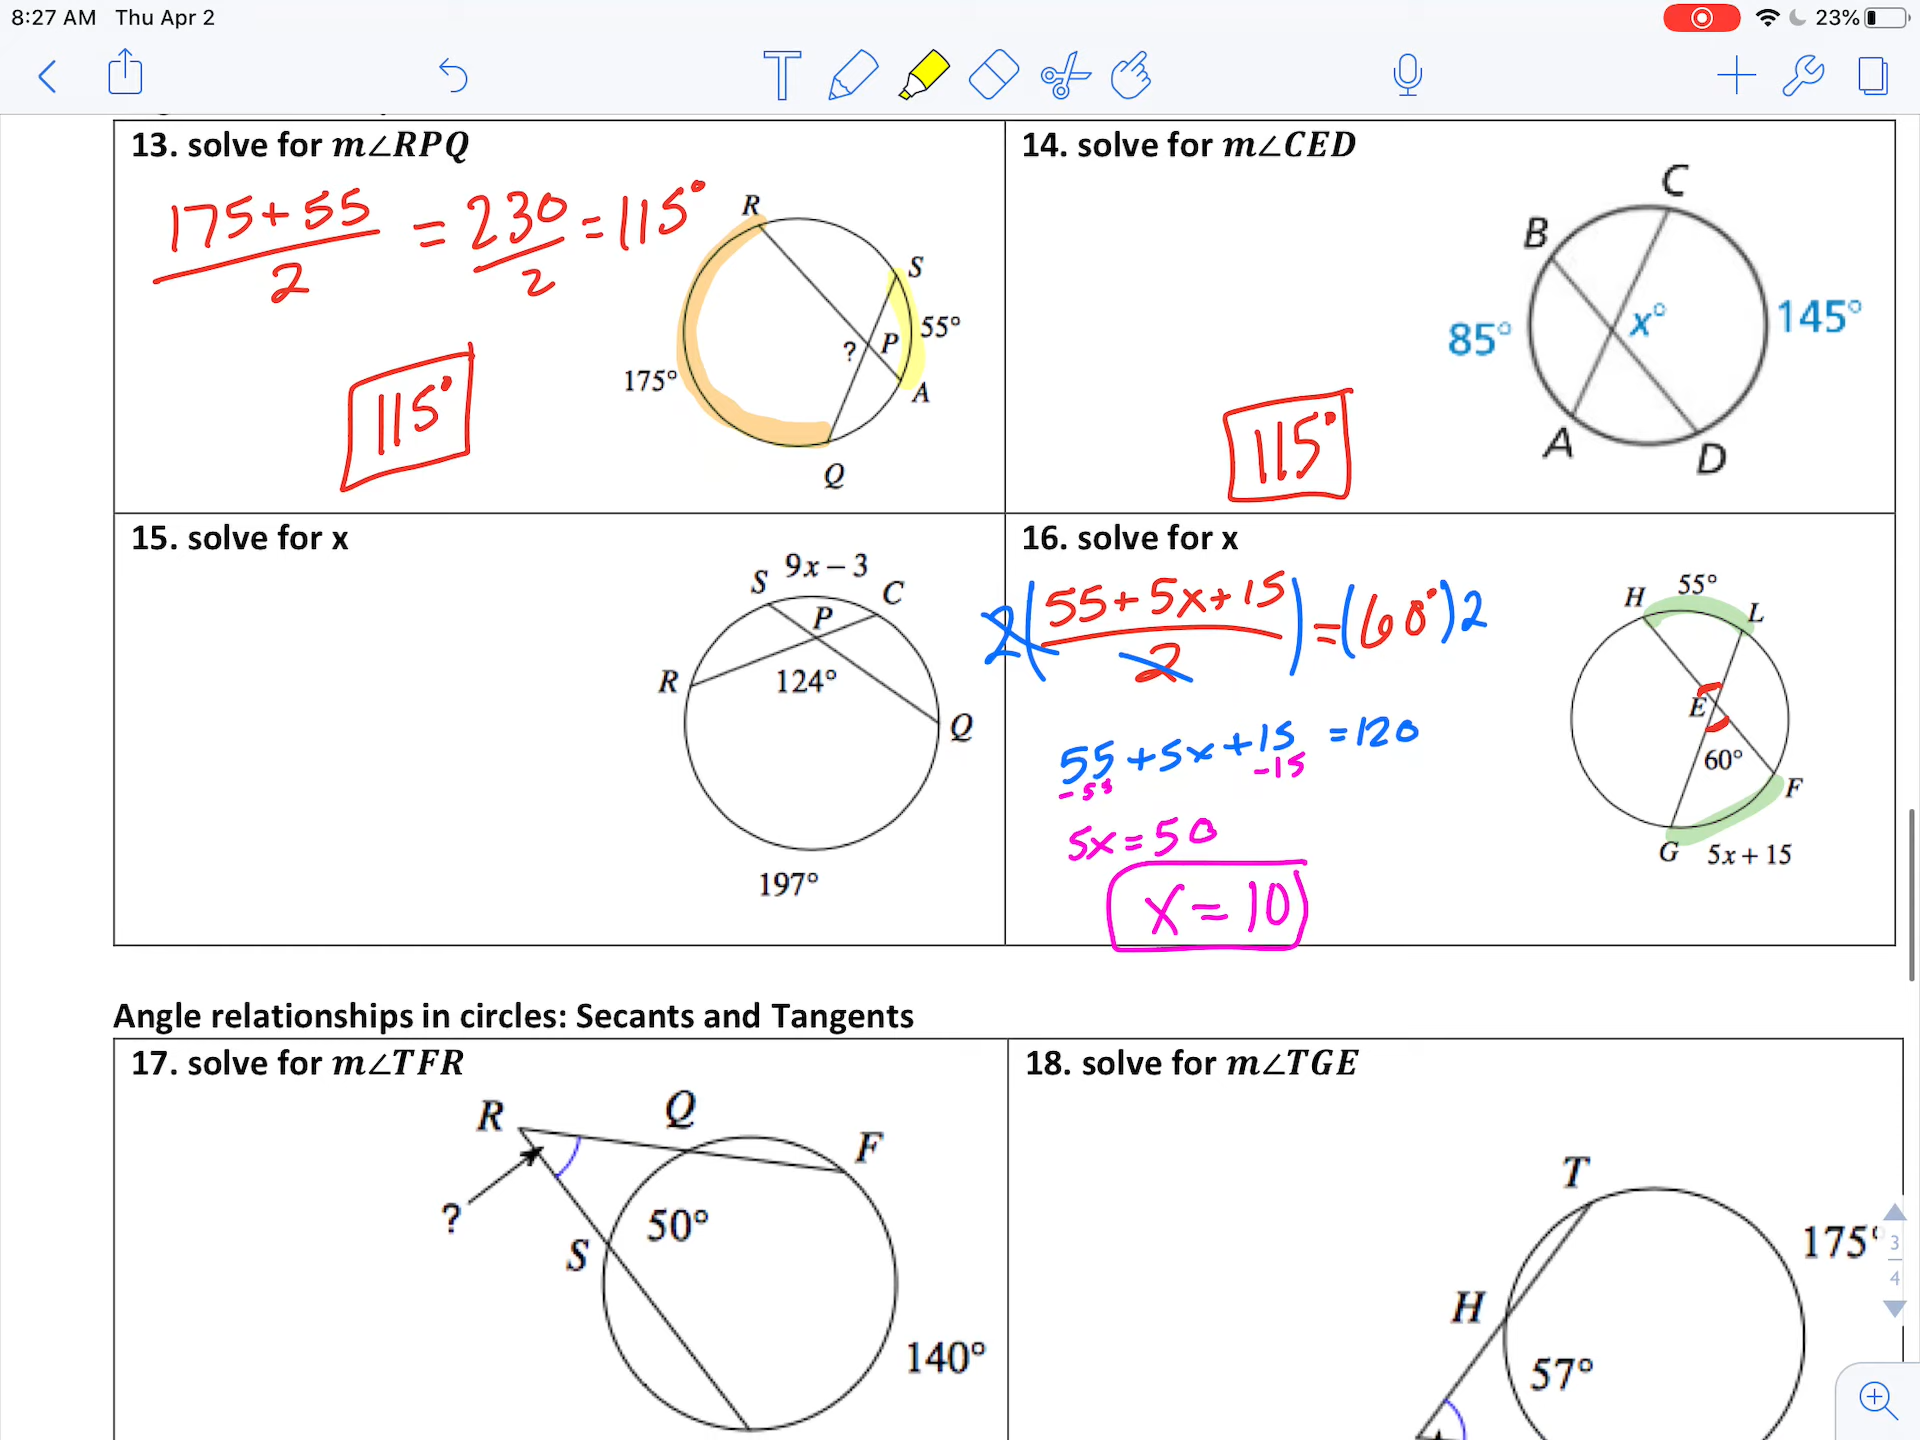 8:27 AM Thu Apr 2
23%
T
13. solve for m∠RPQ
175+55 / 2 = 230 / 2 = 115°
115°
R
S
55°
P
?
A
175°
Q
14. solve for m∠CED
C
B
x°
145°
85°
A
D
115°
15. solve for x
9x – 3
S
C
P
R
124°
Q
197°
16. solve for x
2(55+5x+15 / 2) = (60°)2
55+5x+15 = 120
-55 -15
5x=50
x=10
55°
H
L
E
60°
F
G
5x + 15
Angle relationships in circles: Secants and Tangents
17. solve for m∠TFR
R
Q
F
?
50°
S
140°
18. solve for m∠TGE
T
175°
H
57°
3
4